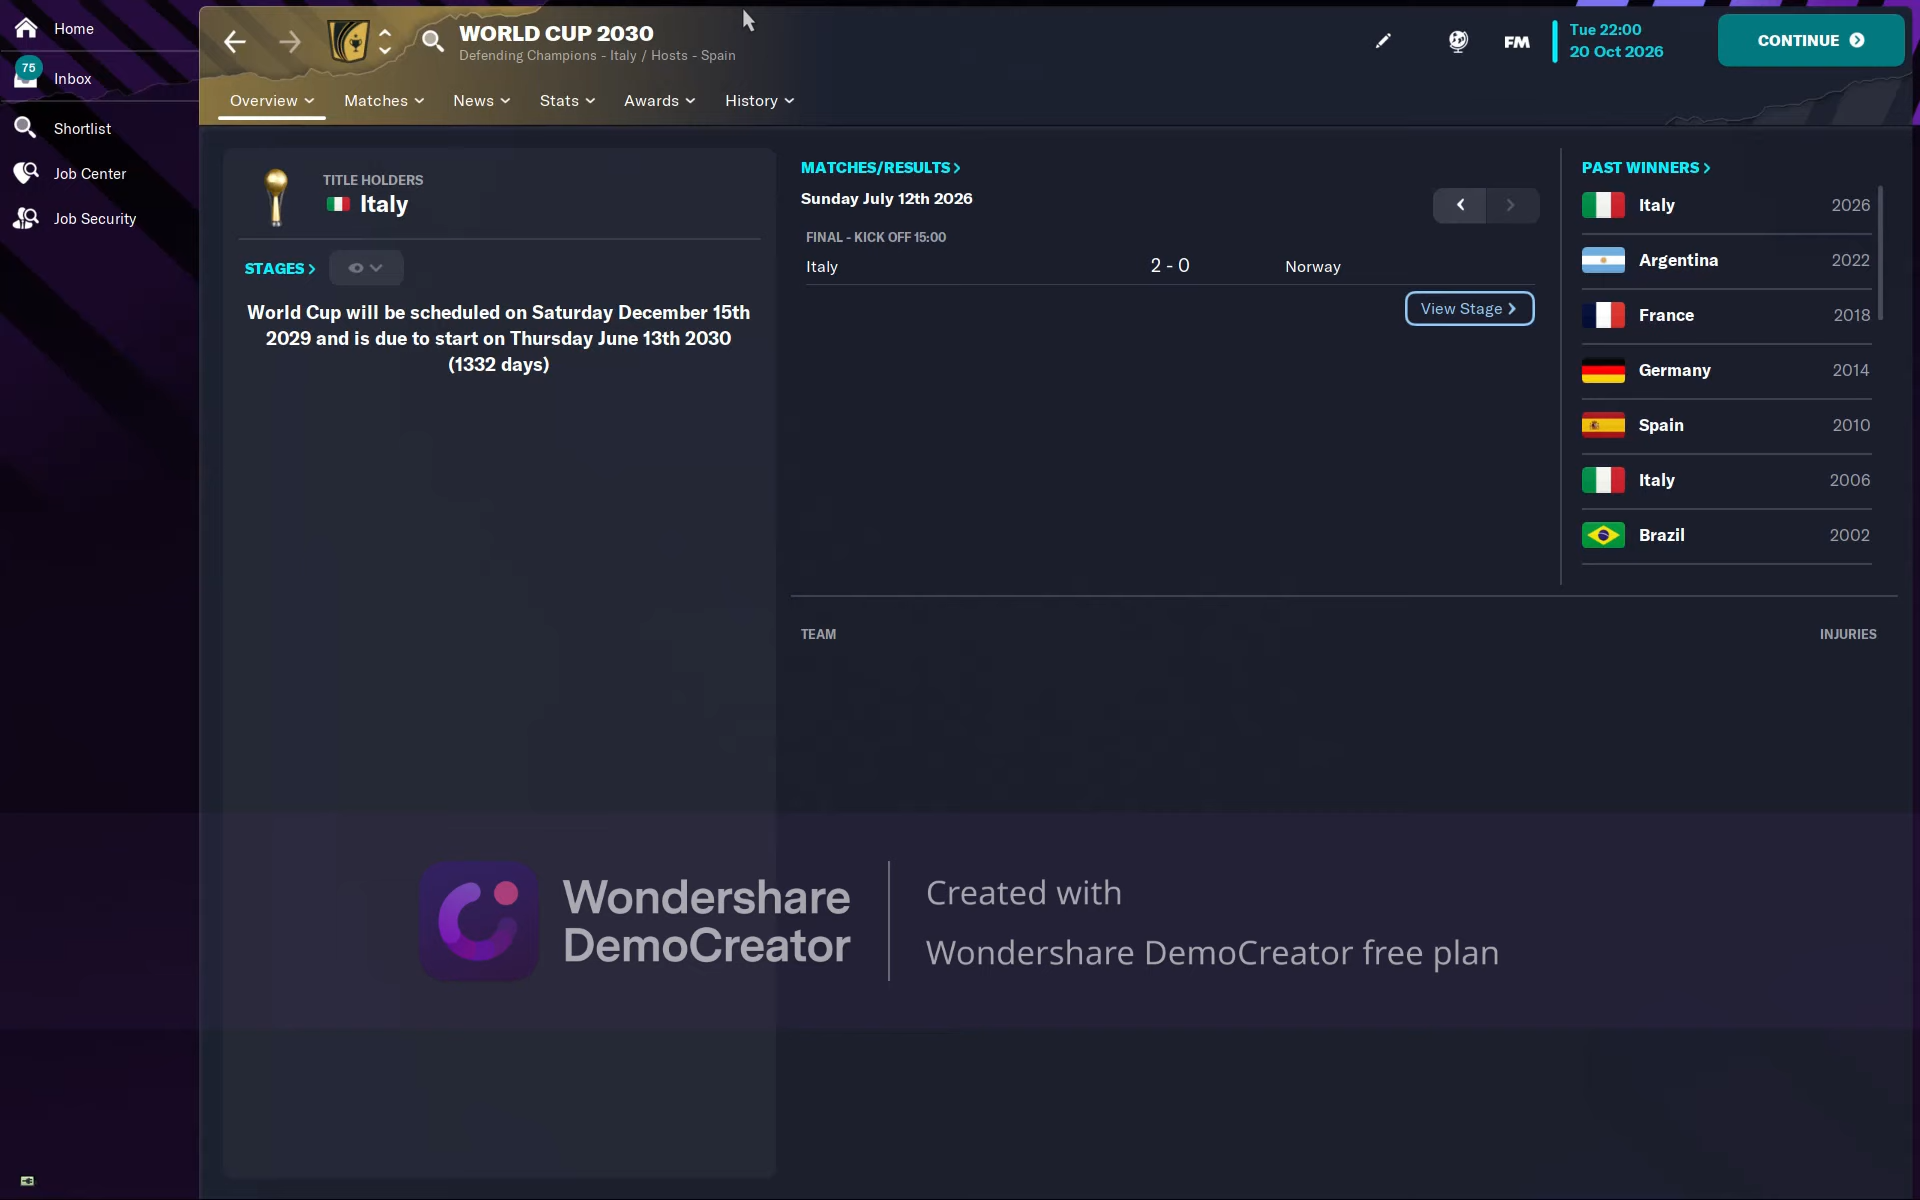 Home
75
Inbox
Shortlist
Job Center
Job Security
WORLD CUP 2030
Defending Champions - Italy / Hosts - Spain
FM
Tue 22:00
20 Oct 2026
CONTINUE
Overview
Matches
News
Stats
Awards
History
TITLE HOLDERS
Italy
STAGES
World Cup will be scheduled on Saturday December 15th
2029 and is due to start on Thursday June 13th 2030
(1332 days)
MATCHES/RESULTS
Sunday July 12th 2026
FINAL - KICK OFF 15:00
Italy 2 - 0 Norway
View Stage
PAST WINNERS
Italy 2026
Argentina 2022
France 2018
Germany 2014
Spain 2010
Italy 2006
Brazil 2002
TEAM INJURIES
Wondershare
DemoCreator
Created with
Wondershare DemoCreator free plan